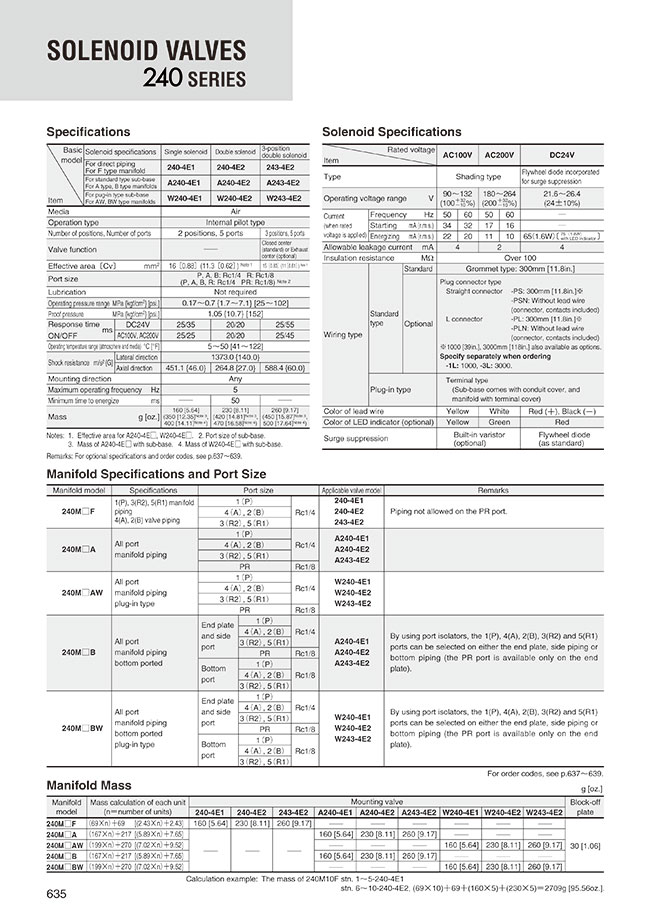 SOLENOID VALVES
240 SERIES
Specifications
Basic model Solenoid specifications Single solenoid Double solenoid 3-position double solenoid
For direct piping For F type manifold 240-4E1 240-4E2 243-4E2
For standard type sub-base For A type, B type manifolds A240-4E1 A240-4E2 A243-4E2
Item For plug-in type sub-base For AW, BW type manifolds W240-4E1 W240-4E2 W243-4E2
Media Air
Operation type Internal pilot type
Number of positions, Number of ports 2 positions, 5 ports 3 positions, 5 ports
Valve function —— Closed center (standard) or Exhaust center (optional)
Effective area〔Cv〕 mm² 16〔0.88〕(11.3〔0.62〕) Note 1
Port size P, A, B; Rc1/4 R: Rc1/8
(P, A, B, R; Rc1/4 PR: Rc1/8) Note 2
Lubrication Not required
Operating pressure range MPa {kgf/cm²} [psi.] 0.17～0.7 {1.7～7.1} [25～102]
Proof pressure MPa {kgf/cm²} [psi.] 1.05 {10.7} [152]
Response time ON/OFF ms DC24V 25/35 20/20 25/55
AC100V, AC200V 25/25 20/20 25/45
Operating temperature range (atmosphere and media) °C [°F] 5～50 [41～122]
Shock resistance m/s² {G} Lateral direction 1373.0 {140.0}
Axial direction 451.1 {46.0} 264.8 {27.0} 588.4 {60.0}
Mounting direction Any
Maximum operating frequency Hz 5
Minimum time to energize ms —— 50 ——
Mass g [oz.] 160 [5.64] 230 [8.11] 260 [9.17]
(350 [12.35] Note 3, (420 [14.81] Note 3, (450 [15.87] Note 3,
400 [14.11] Note 4) 470 [16.58] Note 4) 500 [17.64] Note 4)
Notes: 1. Effective area for A240-4E□, W240-4E□. 2. Port size of sub-base.
3. Mass of A240-4E□ with sub-base. 4. Mass of W240-4E□ with sub-base.
Remarks: For optional specifications and order codes, see p.637～639.
Solenoid Specifications
Item Rated voltage AC100V AC200V DC24V
Type Shading type Flywheel diode incorporated for surge suppression
Operating voltage range V 90～132 180～264 21.6～26.4
(100 +32 −10 %) (200 +32 −10 %) (24±10%)
Current (when rated voltage is applied) Frequency Hz 50 60 50 60 —
Starting mA (r.m.s.) 34 32 17 16 —
Energizing mA (r.m.s.) 22 20 11 10 65(1.6W)
Allowable leakage current mA 4 2 4
Insulation resistance MΩ Over 100
Wiring type Standard type Standard Grommet type: 300mm [11.8in.]
Optional Plug connector type
Straight connector -PS: 300mm [11.8in.]※
-PSN: Without lead wire
(connector, contacts included)
L connector -PL: 300mm [11.8in.]※
-PLN: Without lead wire
(connector, contacts included)
※1000 [39in.], 3000mm [118in.] also available as options.
Specify separately when ordering
-1L: 1000, -3L: 3000.
Plug-in type Terminal type
(Sub-base comes with conduit cover, and
manifold with terminal cover)
Color of lead wire Yellow White Red (＋), Black (－)
Color of LED indicator (optional) Yellow Green Red
Surge suppression Built-in varistor (optional) Flywheel diode (as standard)
Manifold Specifications and Port Size
Manifold model Specifications Port size Applicable valve model Remarks
240M□F 1(P), 3(R2), 5(R1) manifold piping 4(A), 2(B) valve piping 1(P) 4(A), 2(B) 3(R2), 5(R1) Rc1/4 240-4E1 240-4E2 243-4E2 Piping not allowed on the PR port.
240M□A All port manifold piping 1(P) 4(A), 2(B) 3(R2), 5(R1) Rc1/4 PR Rc1/8 A240-4E1 A240-4E2 A243-4E2
240M□AW All port manifold piping plug-in type 1(P) 4(A), 2(B) 3(R2), 5(R1) Rc1/4 PR Rc1/8 W240-4E1 W240-4E2 W243-4E2
240M□B All port manifold piping bottom ported End plate and side port 1(P) 4(A), 2(B) 3(R2), 5(R1) Rc1/4 PR Rc1/8 Bottom port 1(P) 4(A), 2(B) 3(R2), 5(R1) Rc1/8 A240-4E1 A240-4E2 A243-4E2
By using port isolators, the 1(P), 4(A), 2(B), 3(R2) and 5(R1)
ports can be selected on either the end plate, side piping or
bottom piping (the PR port is available only on the end
plate).
240M□BW All port manifold piping bottom ported plug-in type End plate and side port 1(P) 4(A), 2(B) 3(R2), 5(R1) Rc1/4 PR Rc1/8 Bottom port 1(P) 4(A), 2(B) 3(R2), 5(R1) Rc1/8 W240-4E1 W240-4E2 W243-4E2
By using port isolators, the 1(P), 4(A), 2(B), 3(R2) and 5(R1)
ports can be selected on either the end plate, side piping or
bottom piping (the PR port is available only on the end
plate).
For order codes, see p.637～639.
Manifold Mass
g [oz.]
Manifold model Mass calculation of each unit (n=number of units) Mounting valve Block-off plate
240-4E1 240-4E2 243-4E2 A240-4E1 A240-4E2 A243-4E2 W240-4E1 W240-4E2 W243-4E2
240M□F (69×n)+69 [(2.43×n)+2.43] 160 [5.64] 230 [8.11] 260 [9.17] —— —— —— —— —— ——
240M□A (167×n)+217 [(5.89×n)+7.65] 160 [5.64] 230 [8.11] 260 [9.17] —— —— ——
240M□AW (199×n)+270 [(7.02×n)+9.52] —— —— —— —— —— —— 160 [5.64] 230 [8.11] 260 [9.17] 30 [1.06]
240M□B (167×n)+217 [(5.89×n)+7.65] 160 [5.64] 230 [8.11] 260 [9.17] —— —— ——
240M□BW (199×n)+270 [(7.02×n)+9.52] —— —— —— 160 [5.64] 230 [8.11] 260 [9.17]
Calculation example: The mass of 240M10F stn. 1～5-240-4E1
stn. 6～10-240-4E2, (69×10)+69+(160×5)+(230×5)=2709g [95.56oz.].
635